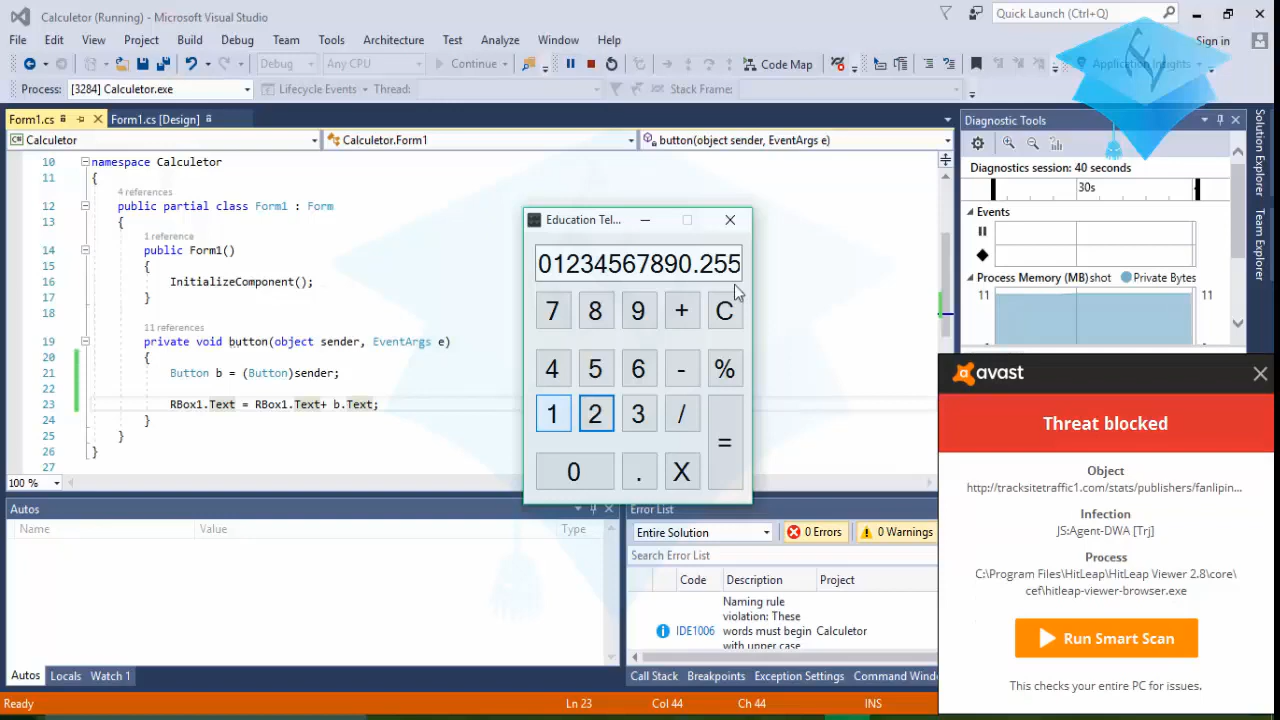 Calculetor (Running) - Microsoft Visual Studio
Quick Launch (Ctrl+Q)
File Edit View Project Build Debug Team Tools Architecture Test Analyze Window Help
Sign in
Debug Any CPU Continue Code Map Application Insights
Process: [3284] Calculetor.exe Lifecycle Events Thread: Stack Frame:
Form1.cs Form1.cs [Design]
Calculetor Calculetor.Form1 button(object sender, EventArgs e)
10 namespace Calculetor
11 {
4 references
12 public partial class Form1 : Form
13 {
1 reference
14 public Form1()
15 {
16 InitializeComponent();
17 }
18
11 references
19 private void button(object sender, EventArgs e)
20 {
21 Button b = (Button)sender;
22
23 RBox1.Text = RBox1.Text+ b.Text;
24 }
25 }
26 }
27
100 %
Education Tel...
01234567890.255
7 8 9 + C
4 5 6 - %
1 2 3 / =
0 . X
Diagnostic Tools
Diagnostics session: 40 seconds
30s
Events
Process Memory (MB)
shot
Private Bytes
11 11
Solution Explorer
Team Explorer
avast
Threat blocked
Object
http://tracksitetraffic1.com/stats/publishers/fanlipin...
Infection
JS:Agent-DWA [Trj]
Process
C:\Program Files\HitLeap\HitLeap Viewer 2.8\core\
cef\hitleap-viewer-browser.exe
Run Smart Scan
This checks your entire PC for issues.
Autos
Name Value Type
Autos Locals Watch 1
Error List
Entire Solution 0 Errors 0 Warnings
Search Error List
Code Description Project
Naming rule
violation: These
IDE1006 words must begin Calculetor
with upper case
Call Stack Breakpoints Exception Settings Command Windo
Ready Ln 23 Col 44 Ch 44 INS